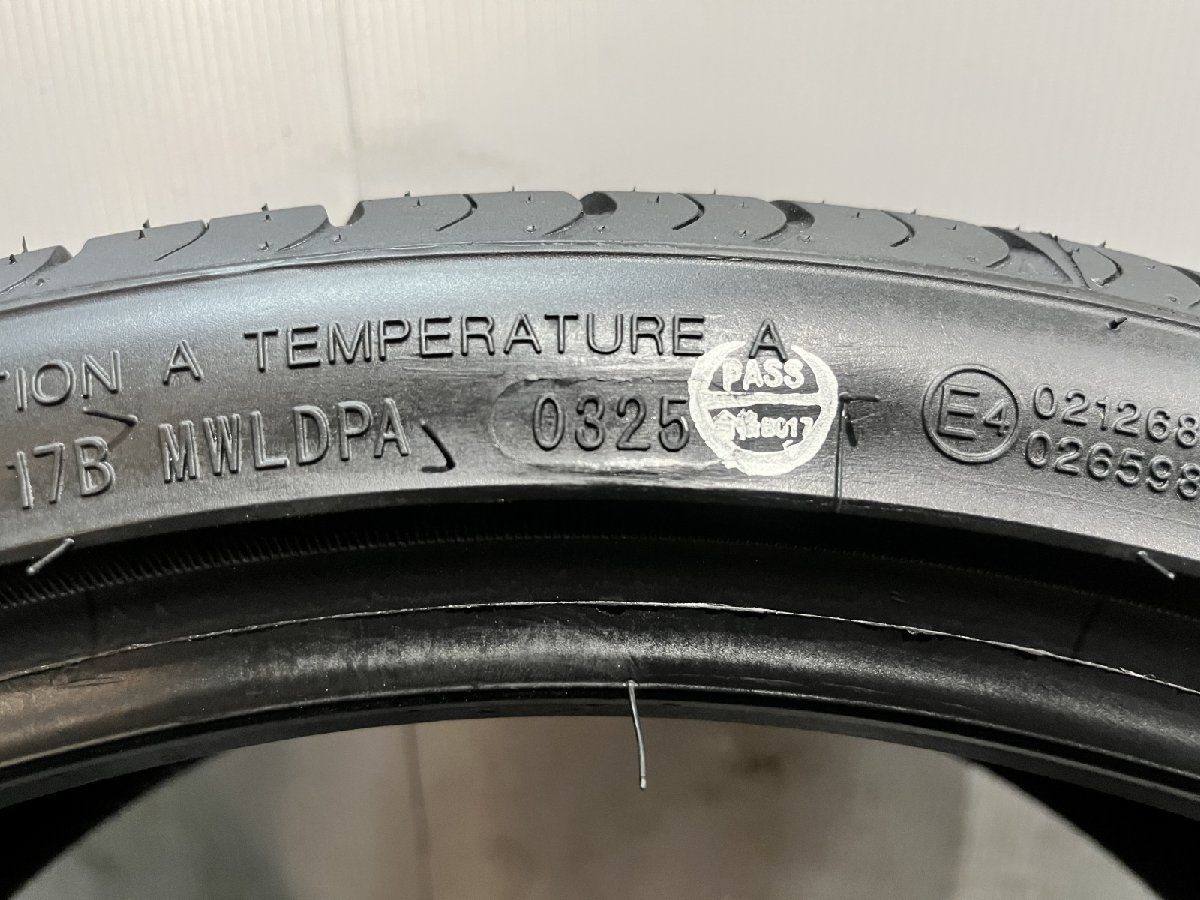 TION A TEMPERATURE A
17B MWLDPA 0325
PASS
E4
021268
026598